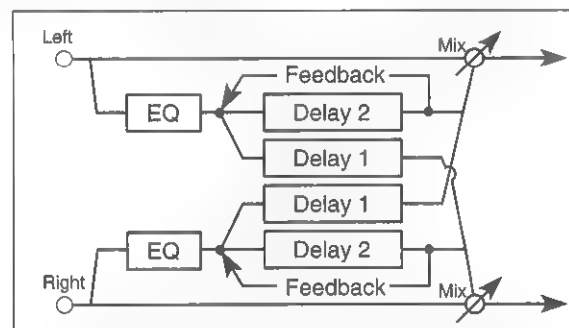 Left
Mix
Feedback
EQ
Delay 2
Delay 1
Delay 1
EQ
Delay 2
Right
Feedback
Mix